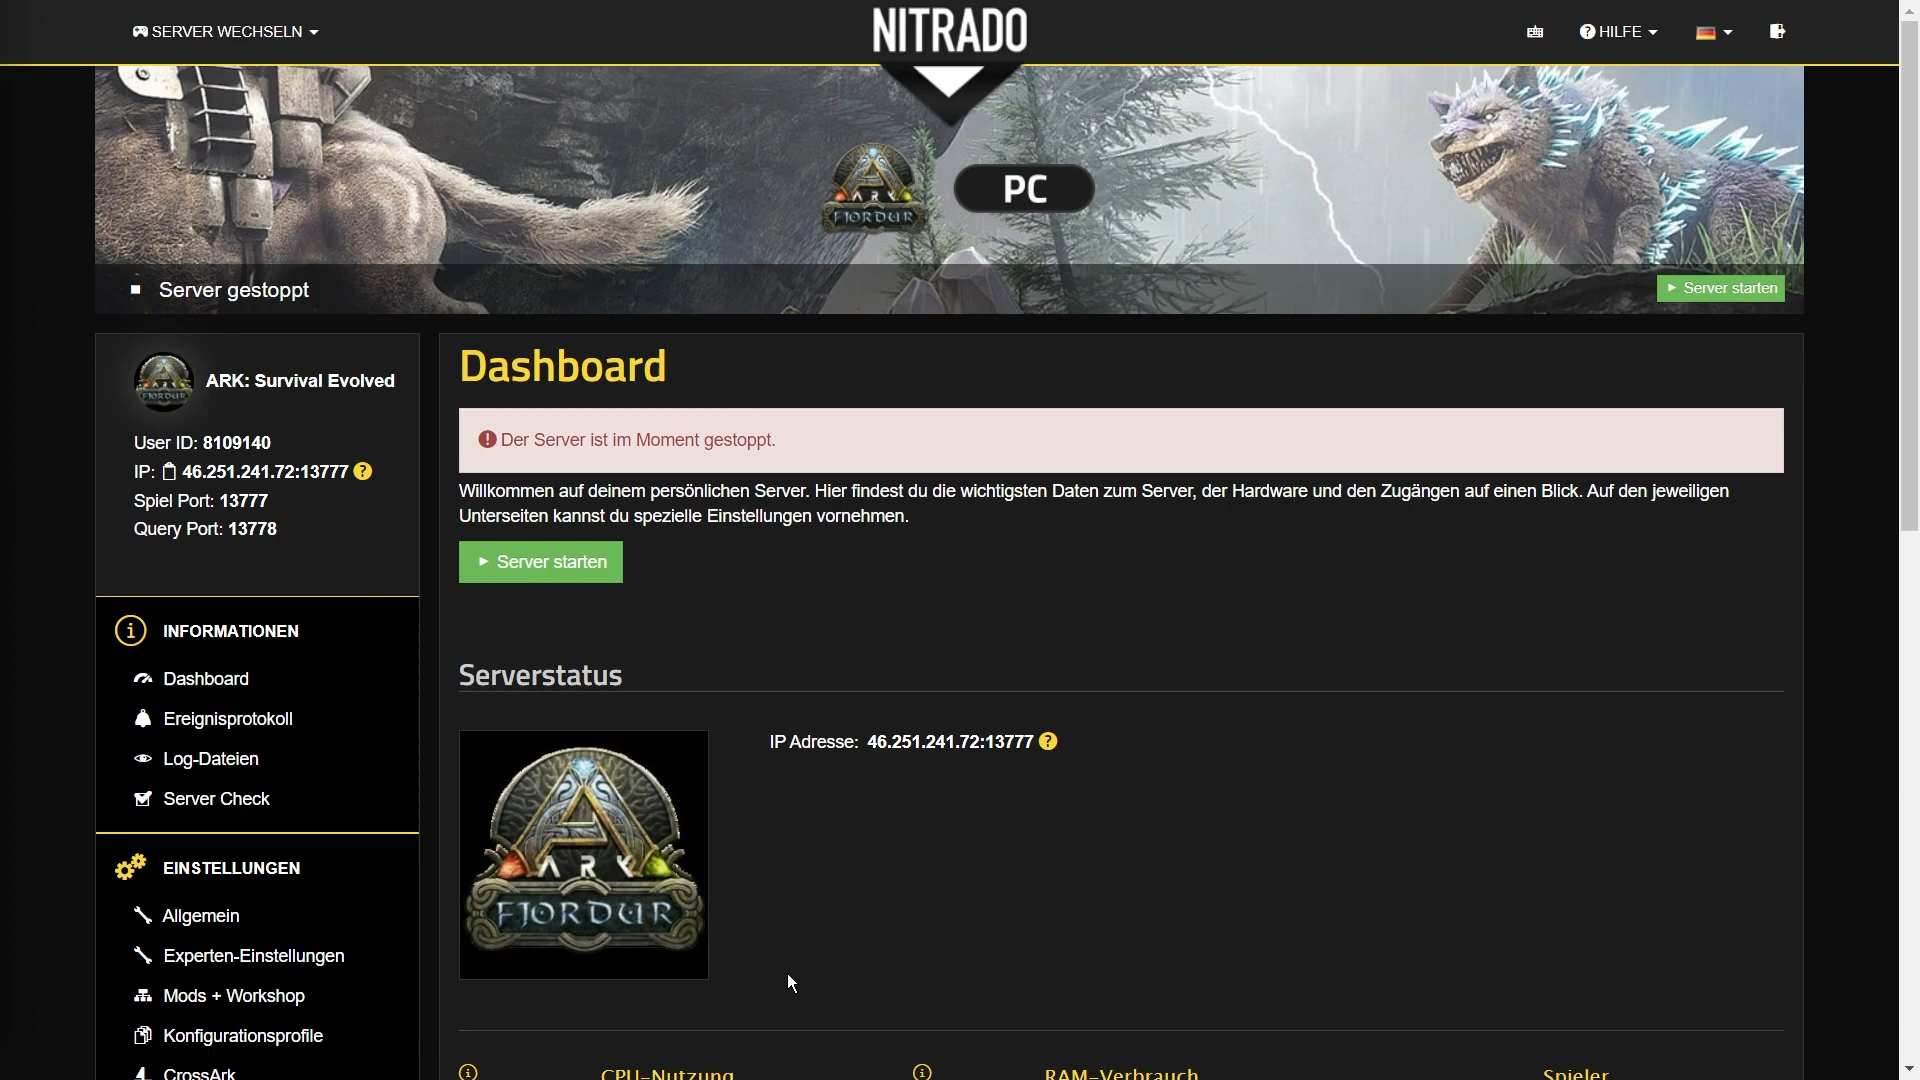 SERVER WECHSELN
NITRADO
HILFE
ARK
FJORDUR
PC
Server gestoppt
Server starten
ARK: Survival Evolved
User ID: 8109140
IP: 46.251.241.72:13777
Spiel Port: 13777
Query Port: 13778
INFORMATIONEN
Dashboard
Ereignisprotokoll
Log-Dateien
Server Check
EINSTELLUNGEN
Allgemein
Experten-Einstellungen
Mods + Workshop
Konfigurationsprofile
CrossArk
Dashboard
Der Server ist im Moment gestoppt.
Willkommen auf deinem persönlichen Server. Hier findest du die wichtigsten Daten zum Server, der Hardware und den Zugängen auf einen Blick. Auf den jeweiligen
Unterseiten kannst du spezielle Einstellungen vornehmen.
Server starten
Serverstatus
ARK
FJORDUR
IP Adresse: 46.251.241.72:13777
CPU-Nutzung
RAM-Verbrauch
Spieler